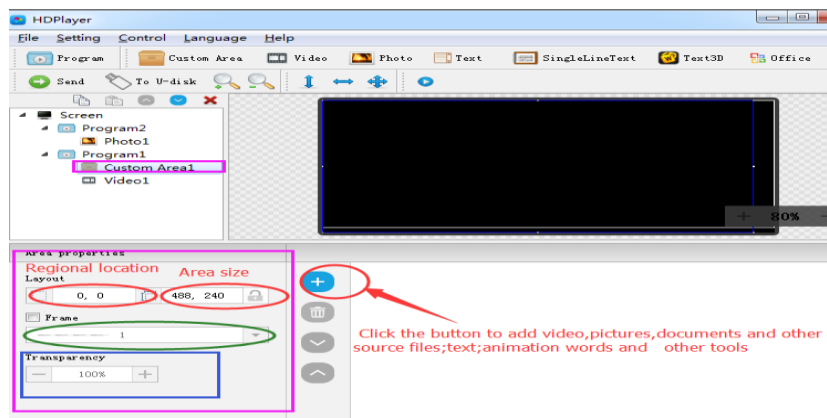 HDPlayer
File Setting Control Language Help
Program Custom Area Video Photo Text SingleLineText Text3D Office
Send To U-disk
Screen
Program2
Photo1
Program1
Custom Area1
Video1
80%
Area properties
Regional location Area size
Layout
0, 0 488, 240
Frame
1
Click the button to add video,pictures,documents and other
source files;text;animation words and other tools
Transparency
100%